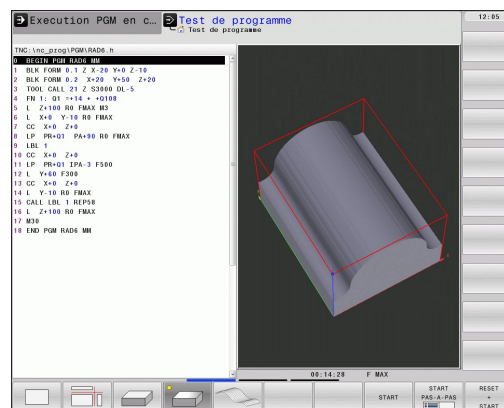 Execution PGM en c...
Test de programme
Test de programme
12:05
TNC:\nc_prog\PGM\RAD6.h
0 BEGIN PGM RAD6 MM
1 BLK FORM 0.1 Z X-20 Y+0 Z-10
2 BLK FORM 0.2 X+20 Y+50 Z+20
3 TOOL CALL 21 Z S3000 DL-5
4 FN 1: Q1 =+14 + +Q108
5 L Z+100 R0 FMAX M3
6 L X+0 Y-10 R0 FMAX
7 CC X+0 Z+0
8 LP PR+Q1 PA+90 R0 FMAX
9 LBL 1
10 CC X+0 Z+0
11 LP PR+Q1 IPA-3 F500
12 L Y+60 F300
13 CC X+0 Z+0
14 L Y-10 R0 FMAX
15 CALL LBL 1 REP58
16 L Z+100 R0 FMAX
17 M30
18 END PGM RAD6 MM
00:14:28 F MAX
START
START
PAS-A-PAS
RESET
+
START